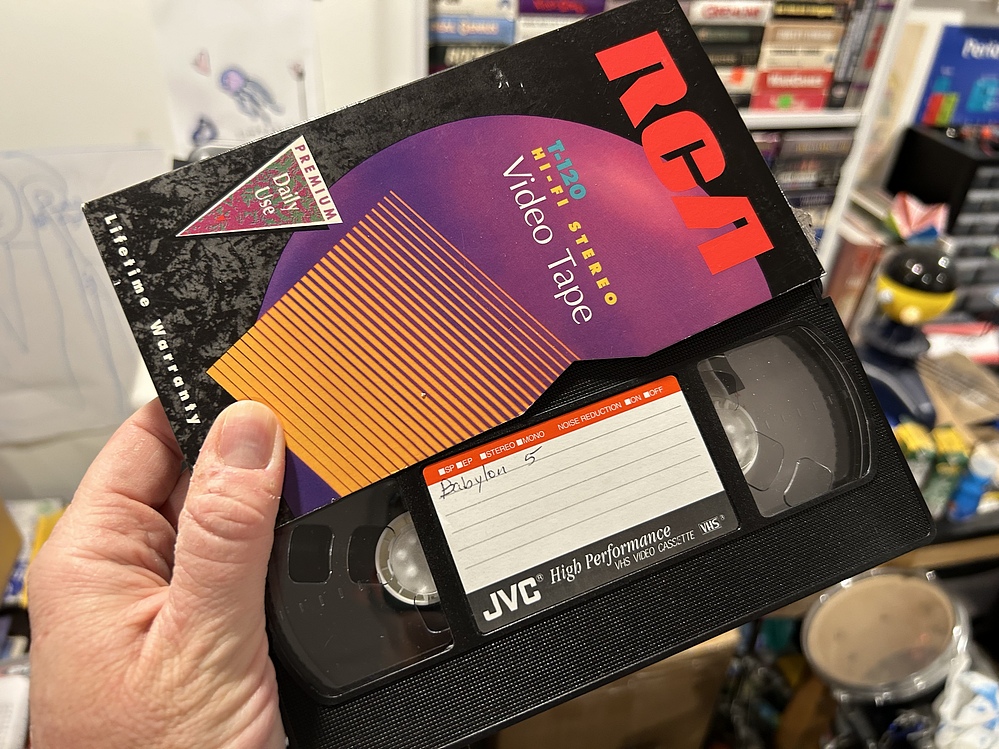 RCA
T-120
HI-FI STEREO
Video Tape
PREMIUM
Daily
Use
Lifetime Warranty
SP EP STEREO MONO NOISE REDUCTION ON OFF
Babylon 5
JVC® High Performance
VHS VIDEO CASSETTE VHS®